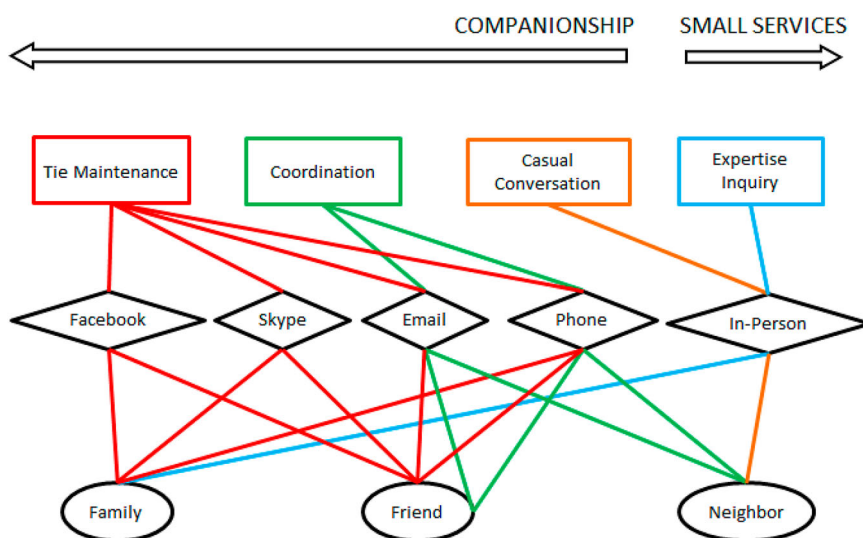 COMPANIONSHIP
SMALL SERVICES
Tie Maintenance
Coordination
Casual
Conversation
Expertise
Inquiry
Facebook
Skype
Email
Phone
In-Person
Family
Friend
Neighbor